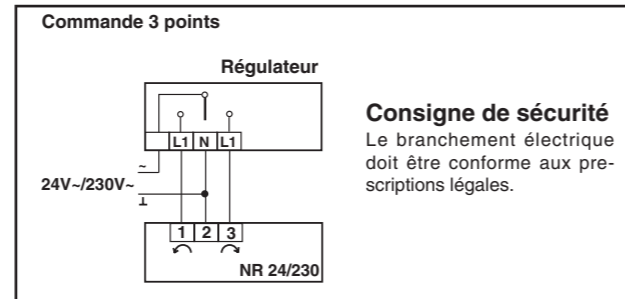 Commande 3 points
Régulateur
L1 N L1
~
24V~/230V~
⊥
1 2 3
NR 24/230
Consigne de sécurité
Le branchement électrique
doit être conforme aux pre-
scriptions légales.